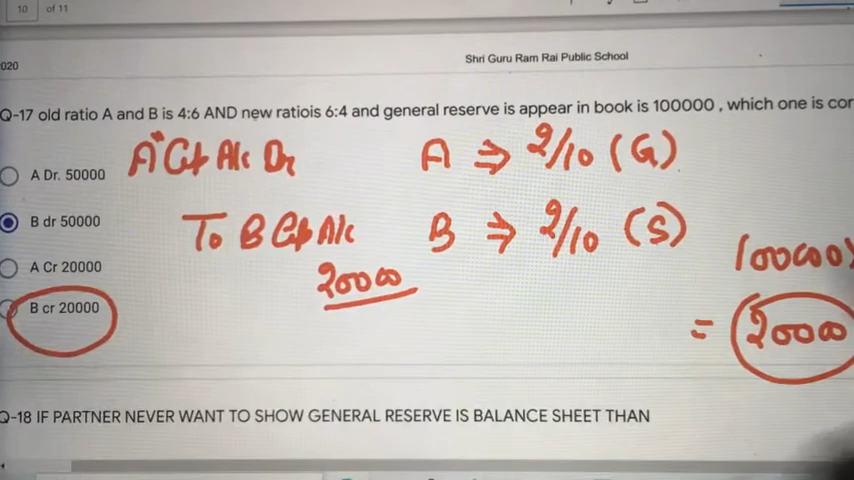 10 of 11
020
Shri Guru Ram Rai Public School
Q-17 old ratio A and B is 4:6 AND new ratiois 6:4 and general reserve is appear in book is 100000 , which one is cor
A Dr. 50000
A Cap A/c Dr
A ⇒ 2/10 (G)
B dr 50000
To B Cap A/c
B ⇒ 2/10 (S)
A Cr 20000
20000
100000x
B cr 20000
= 20000
Q-18 IF PARTNER NEVER WANT TO SHOW GENERAL RESERVE IS BALANCE SHEET THAN